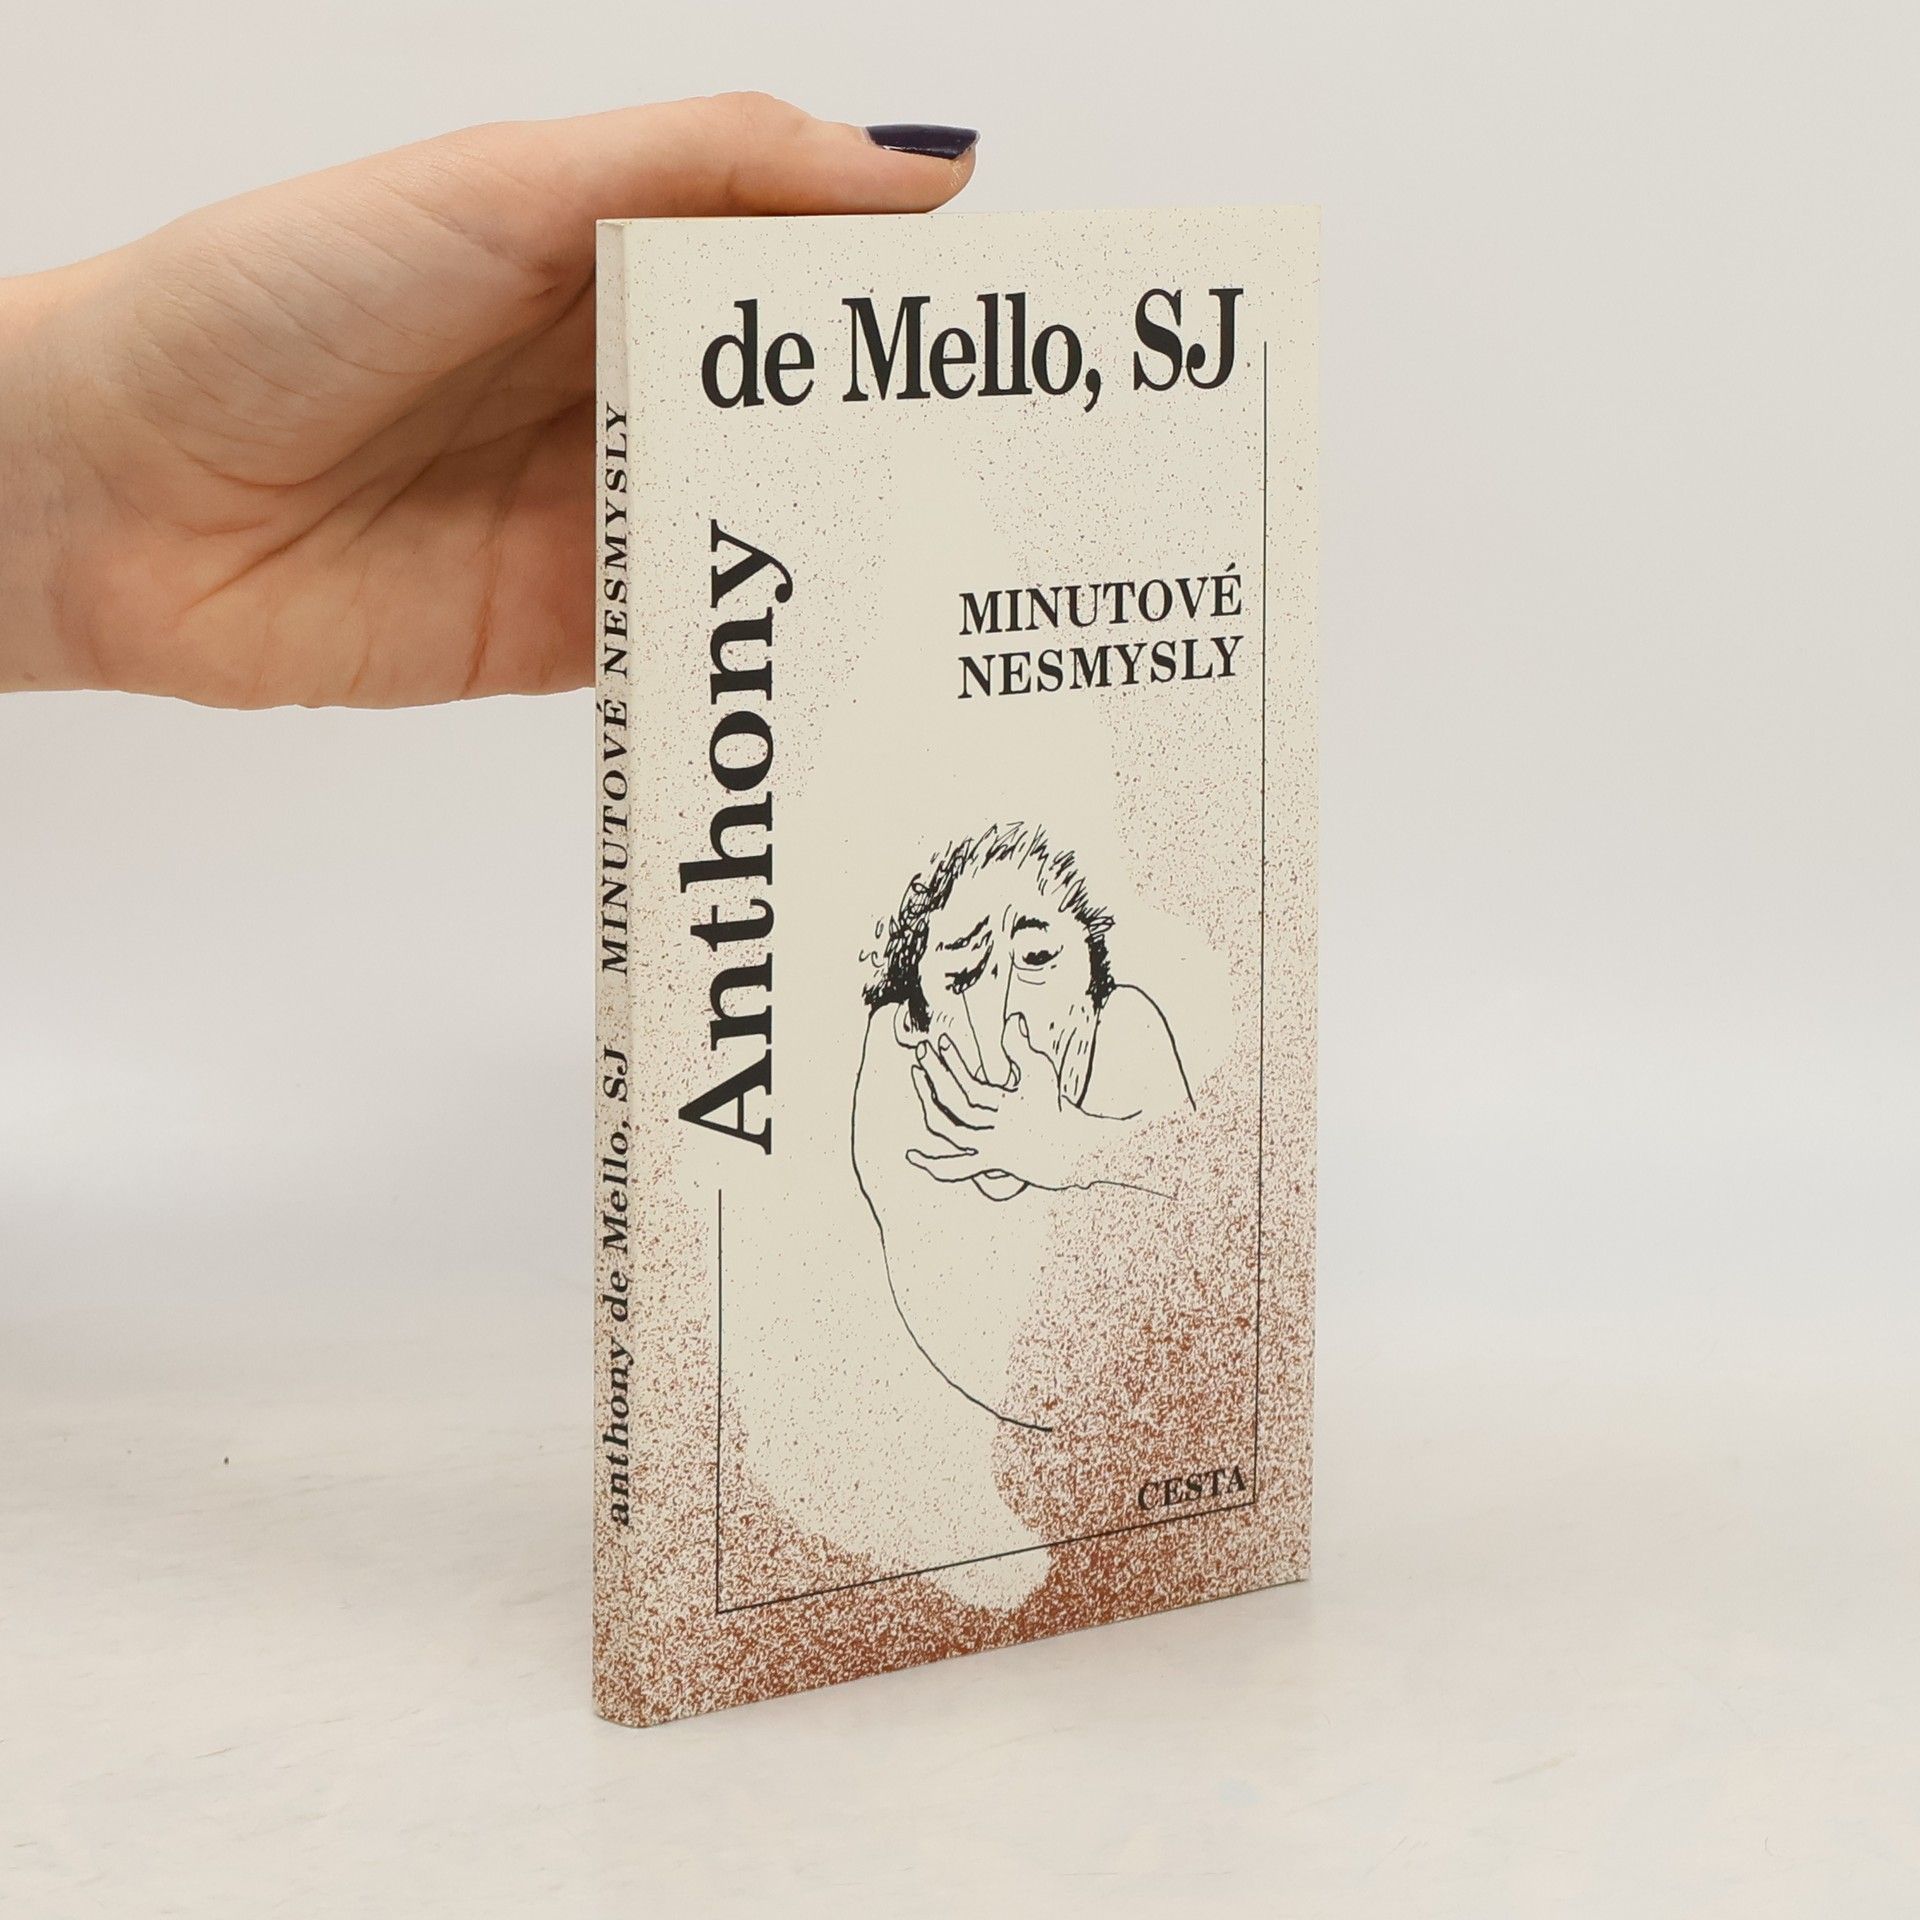 de Mello, SJ
Anthony
MINUTOVÉ
NESMYSLY
CESTA
anthony de Mello, SJ MINUTOVÉ NESMYSLY